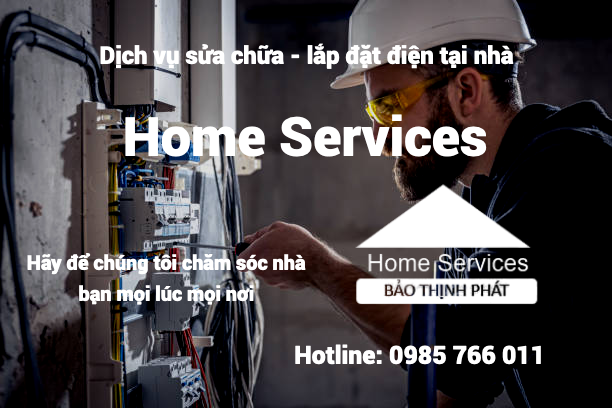 Dịch vụ sửa chữa - lắp đặt điện tại nhà
Home Services
Hãy để chúng tôi chăm sóc nhà
bạn mọi lúc mọi nơi
Home Services
BẢO THỊNH PHÁT
Hotline: 0985 766 011